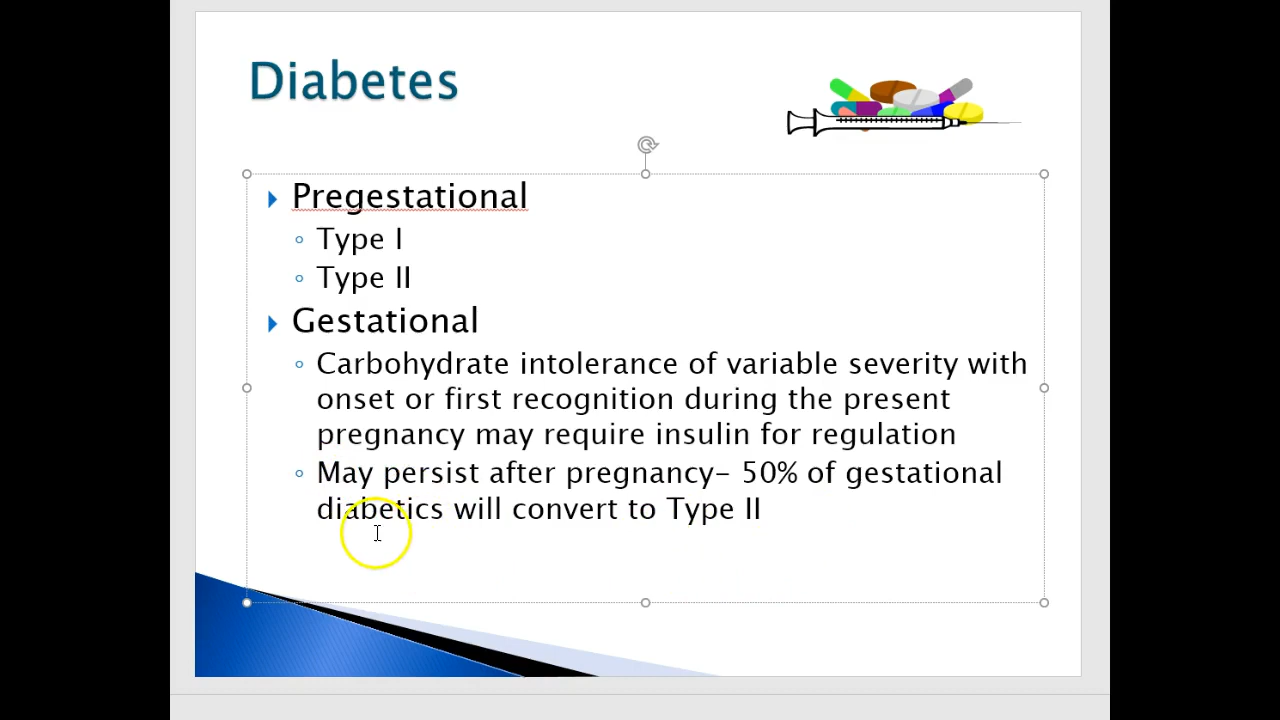 Diabetes
Pregestational
Type I
Type II
Gestational
Carbohydrate intolerance of variable severity with
onset or first recognition during the present
pregnancy may require insulin for regulation
May persist after pregnancy- 50% of gestational
diabetics will convert to Type II